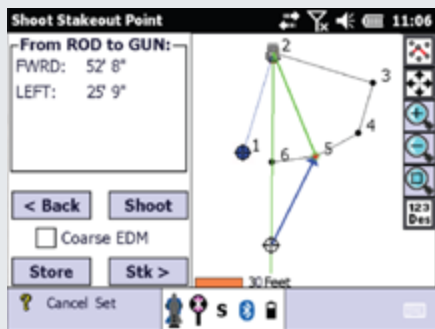 Shoot Stakeout Point 11:06
From ROD to GUN:
FWRD: 52' 8"
LEFT: 25' 9"
< Back Shoot
Coarse EDM
Store Stk >
2
3
4
1
5
6
123
Des
30 Feet
? Cancel Set S